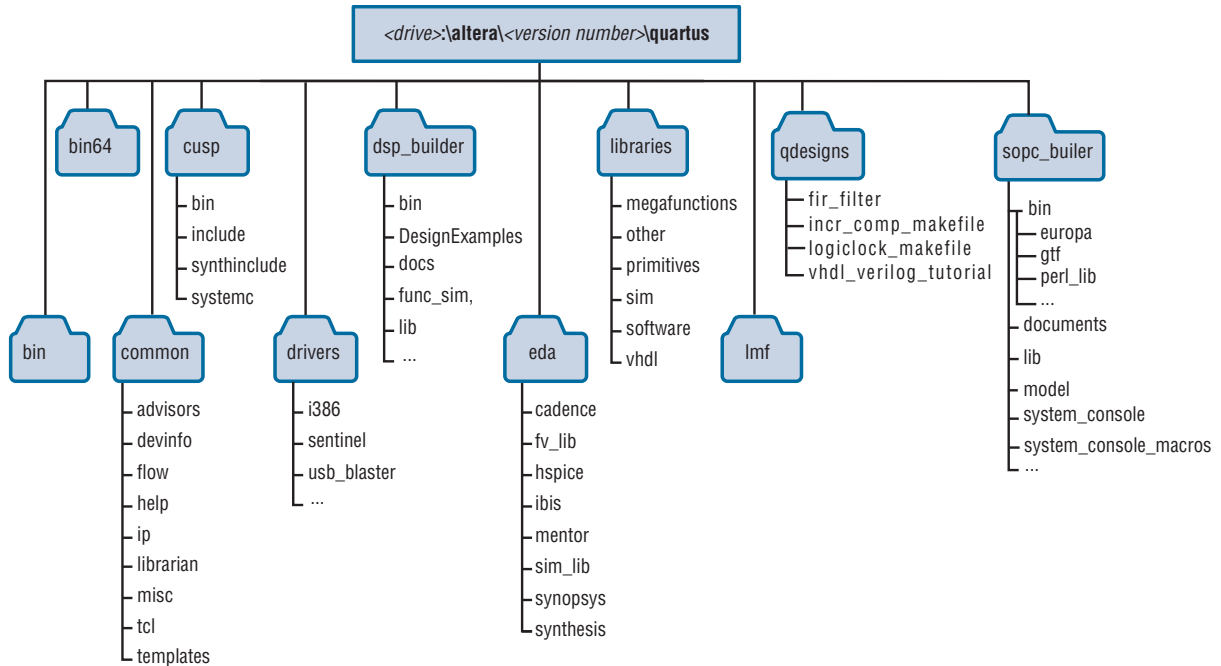 <drive>:\altera\<version number>\quartus
bin64
cusp
bin
include
synthinclude
systemc
dsp_builder
bin
DesignExamples
docs
func_sim,
lib
...
libraries
megafunctions
other
primitives
sim
software
vhdl
qdesigns
fir_filter
incr_comp_makefile
logiclock_makefile
vhdl_verilog_tutorial
sopc_builer
bin
europa
gtf
perl_lib
...
documents
lib
model
system_console
system_console_macros
...
bin
common
advisors
devinfo
flow
help
ip
librarian
misc
tcl
templates
drivers
i386
sentinel
usb_blaster
...
eda
cadence
fv_lib
hspice
ibis
mentor
sim_lib
synopsys
synthesis
lmf